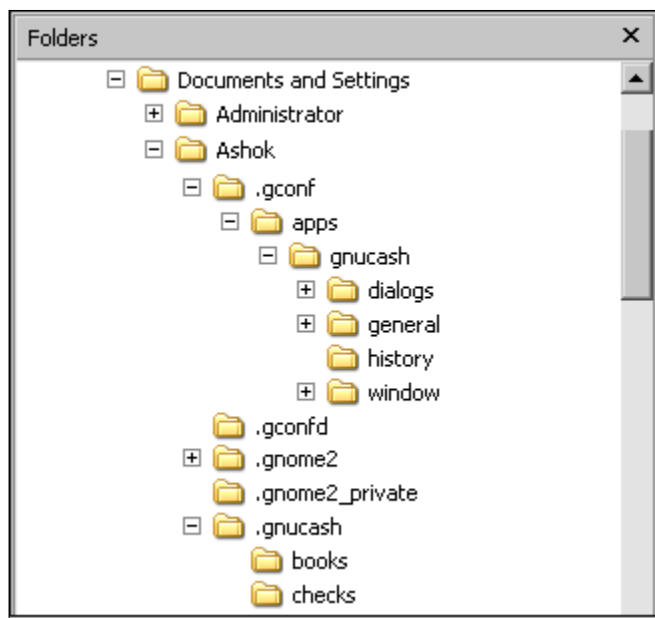 Folders
Documents and Settings
Administrator
Ashok
.gconf
apps
gnucash
dialogs
general
history
window
.gconfd
.gnome2
.gnome2_private
.gnucash
books
checks